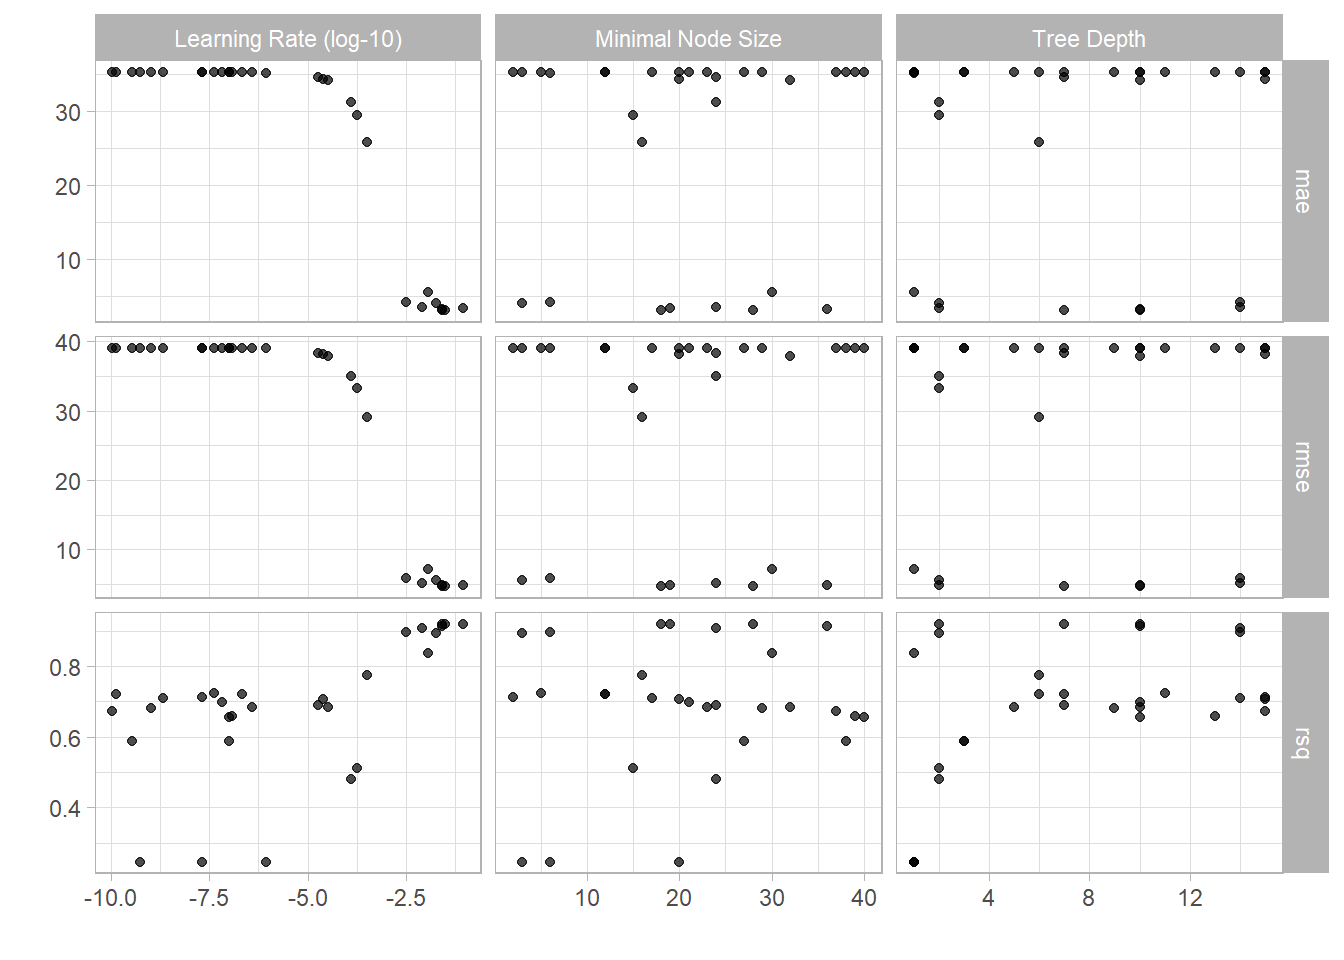 Learning Rate (log-10)
Minimal Node Size
Tree Depth
30
20
10
mae
40
30
20
10
rmse
0.8
0.6
0.4
rsq
-10.0 -7.5 -5.0 -2.5
10 20 30 40
4 8 12